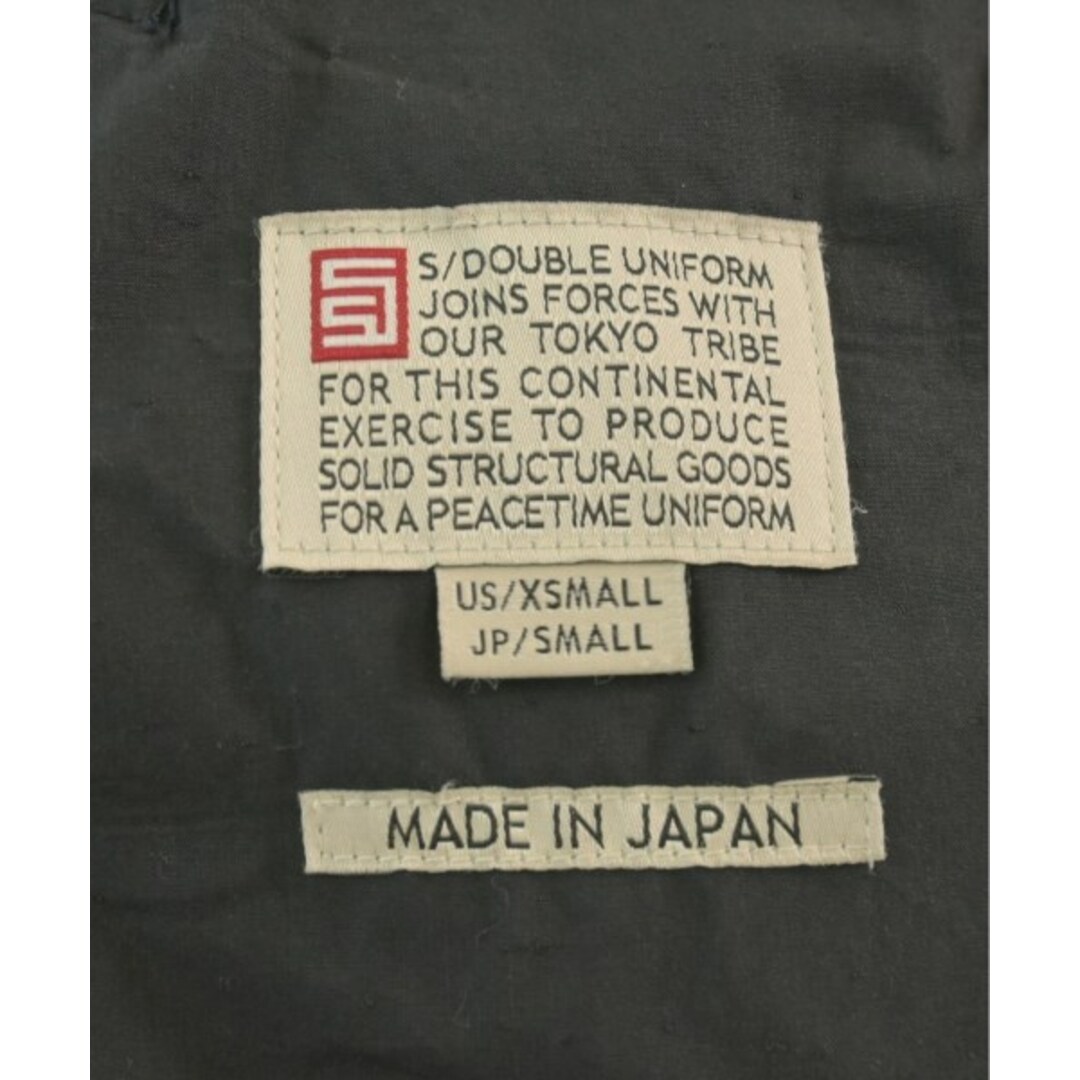 S/DOUBLE UNIFORM
JOINS FORCES WITH
OUR TOKYO TRIBE
FOR THIS CONTINENTAL
EXERCISE TO PRODUCE
SOLID STRUCTURAL GOODS
FOR A PEACETIME UNIFORM
US/XSMALL
JP/SMALL
MADE IN JAPAN